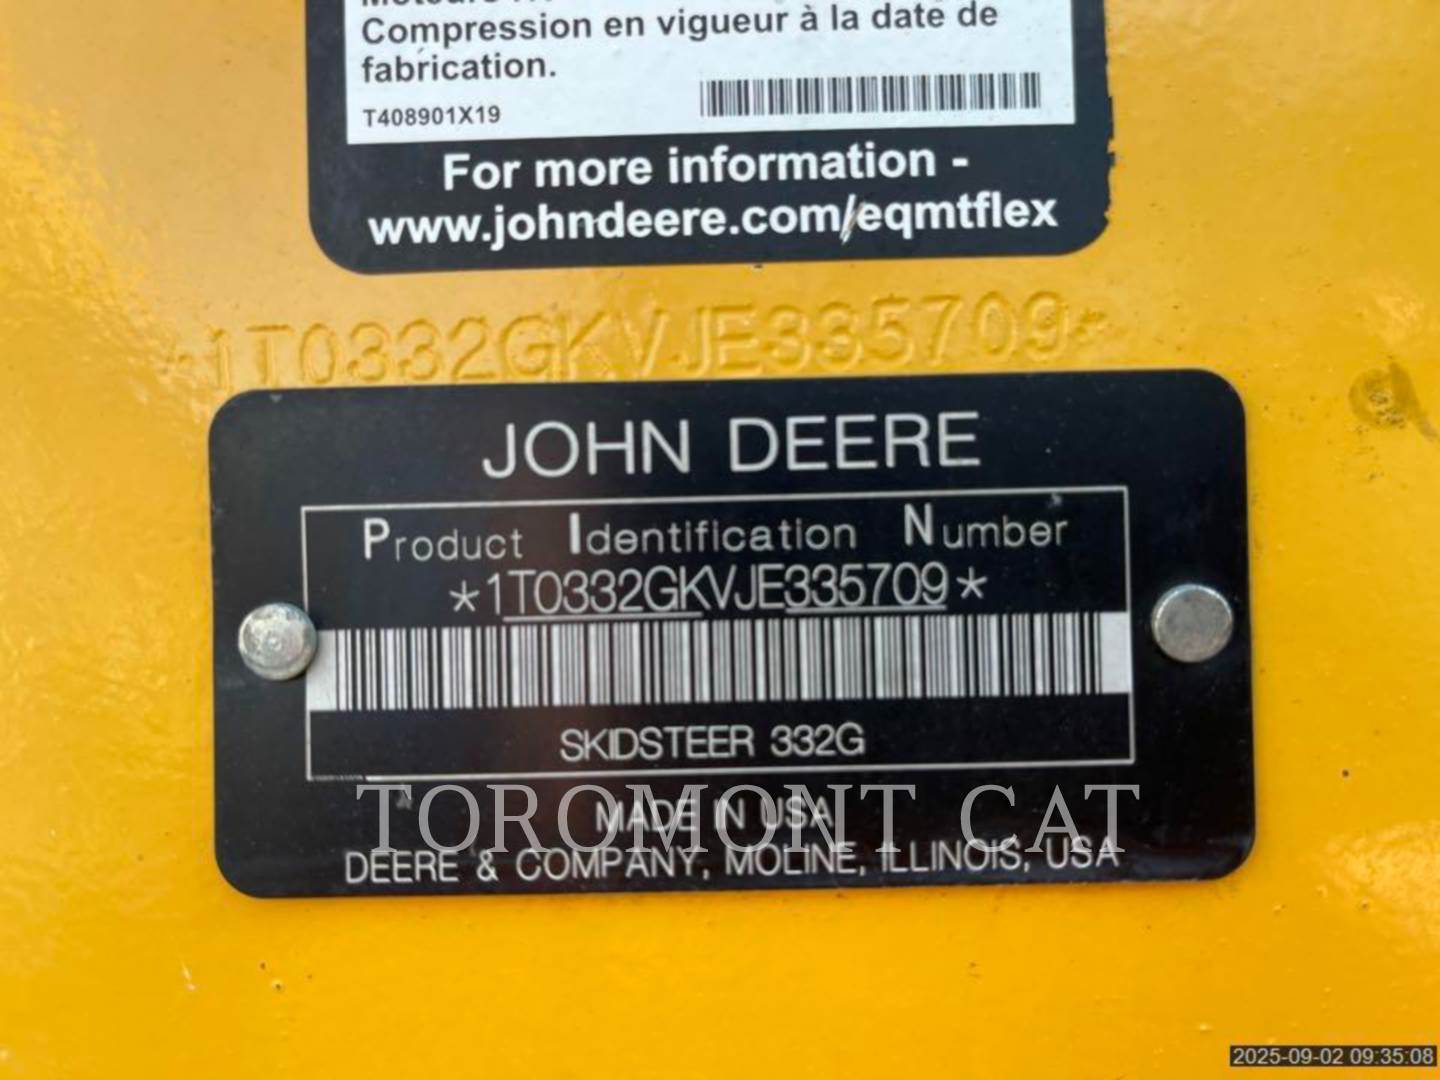 Compression en vigueur à la date de
fabrication.
T408901X19
For more information -
www.johndeere.com/eqmtflex
*1T0332GKVJE335709*
JOHN DEERE
Product Identification Number
*1T0332GKVJE335709*
SKIDSTEER 332G
MADE IN USA
TOROMONT CAT
DEERE & COMPANY, MOLINE, ILLINOIS, USA
2025-09-02 09:35:08